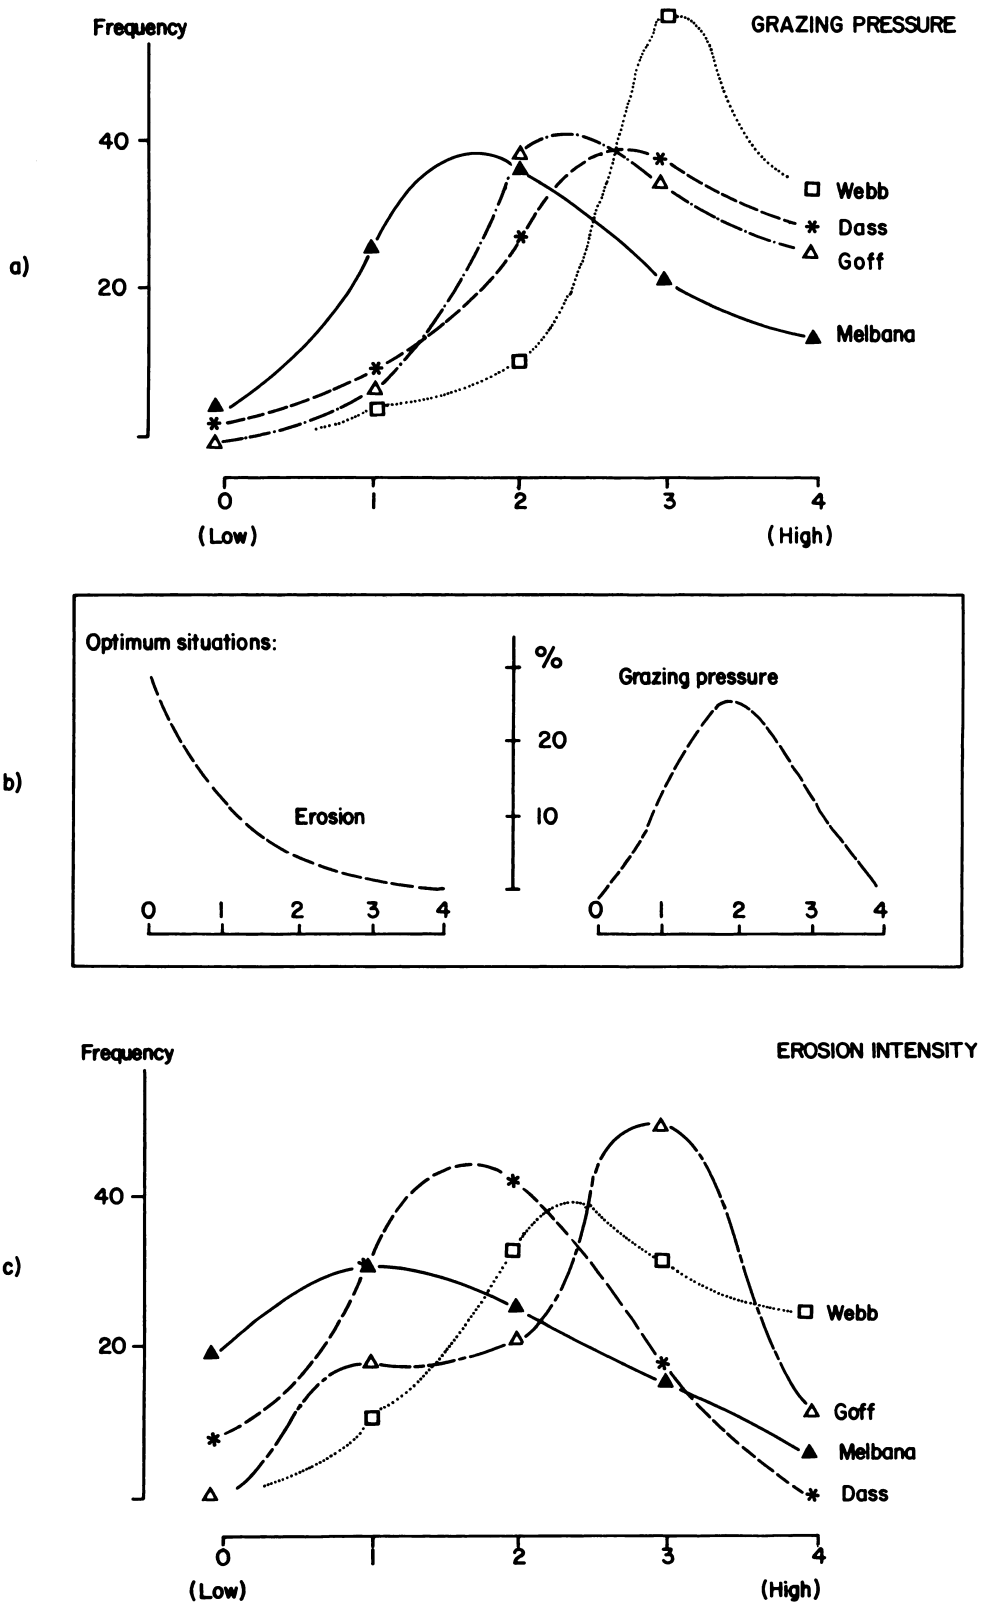 Frequency
GRAZING PRESSURE
40
Webb
Dass
Goff
a)
20
Melbana
0 1 2 3 4
(Low) (High)
Optimum situations:
%
Grazing pressure
20
b)
Erosion
10
0 1 2 3 4
0 1 2 3 4
Frequency
EROSION INTENSITY
40
c)
Webb
20
Goff
Melbana
Dass
0 1 2 3 4
(Low) (High)